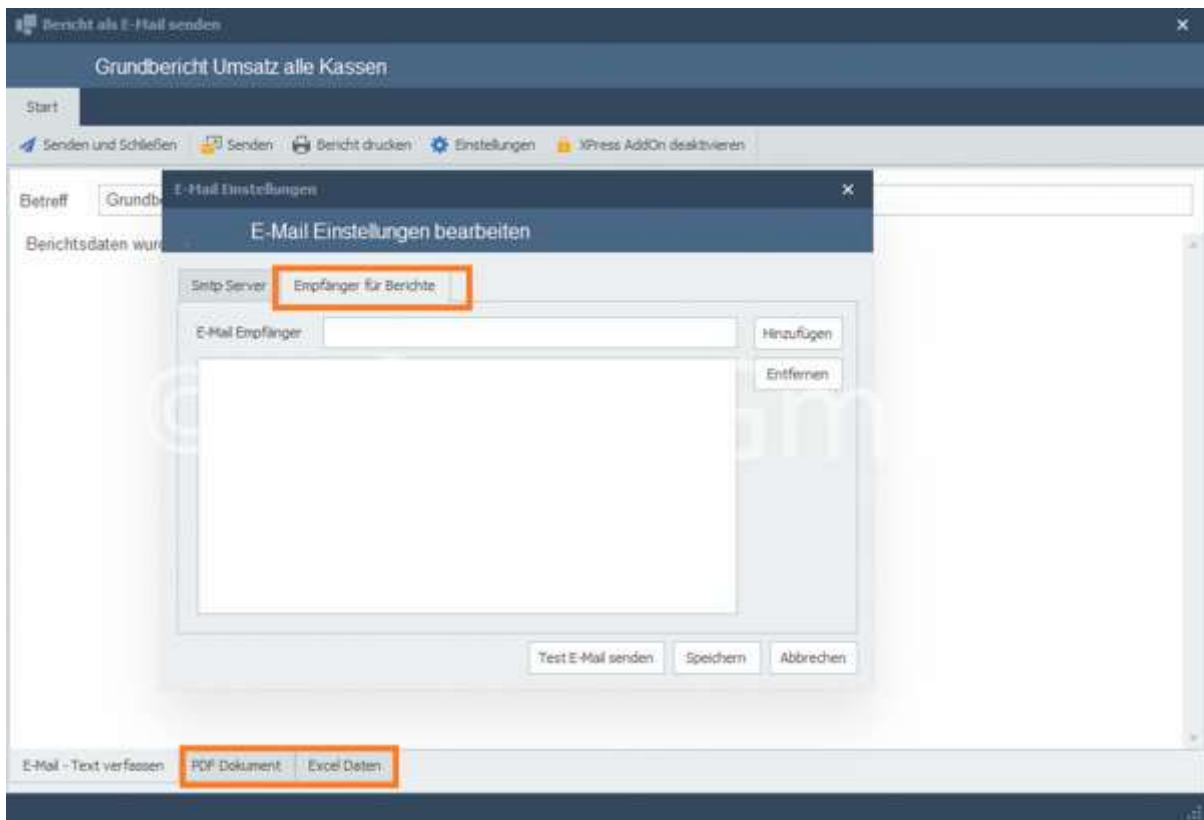 Bericht als E-Mail senden
Grundbericht Umsatz alle Kassen
Start
Senden und Schließen Senden Bericht drucken Einstellungen XPress AddOn deaktivieren
E-Mail Einstellungen
Betreff Grundb
E-Mail Einstellungen bearbeiten
Berichtsdaten wur
Smtp Server Empfänger für Berichte
E-Mail Empfänger Hinzufügen
Entfernen
Test E-Mail senden Speichern Abbrechen
E-Mail - Text verfassen PDF Dokument Excel Daten